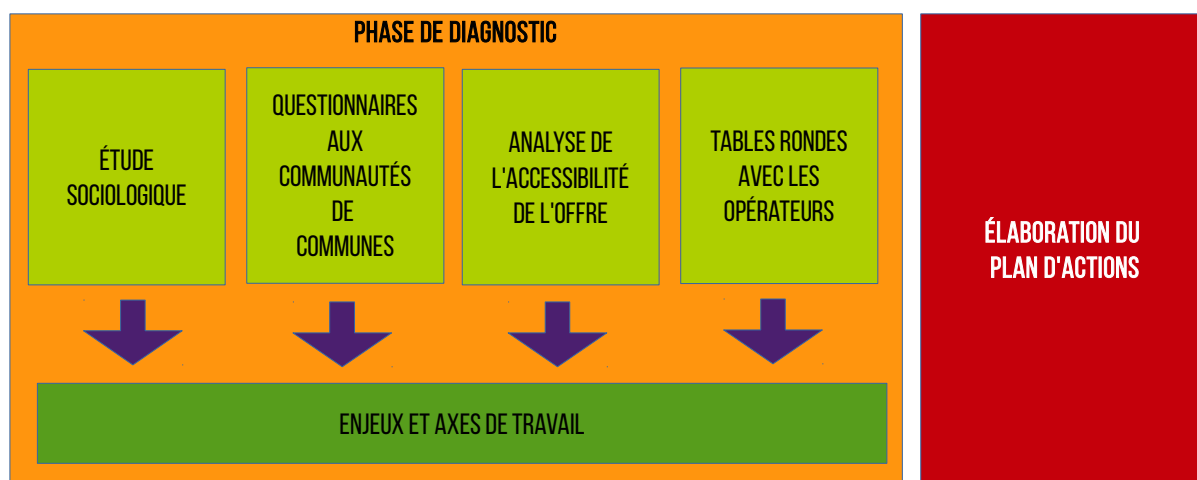 PHASE DE DIAGNOSTIC
ÉTUDE
SOCIOLOGIQUE
QUESTIONNAIRES
AUX
COMMUNAUTÉS
DE
COMMUNES
ANALYSE DE
L'ACCESSIBILITÉ
DE L'OFFRE
TABLES RONDES
AVEC LES
OPÉRATEURS
ENJEUX ET AXES DE TRAVAIL
ÉLABORATION DU
PLAN D'ACTIONS